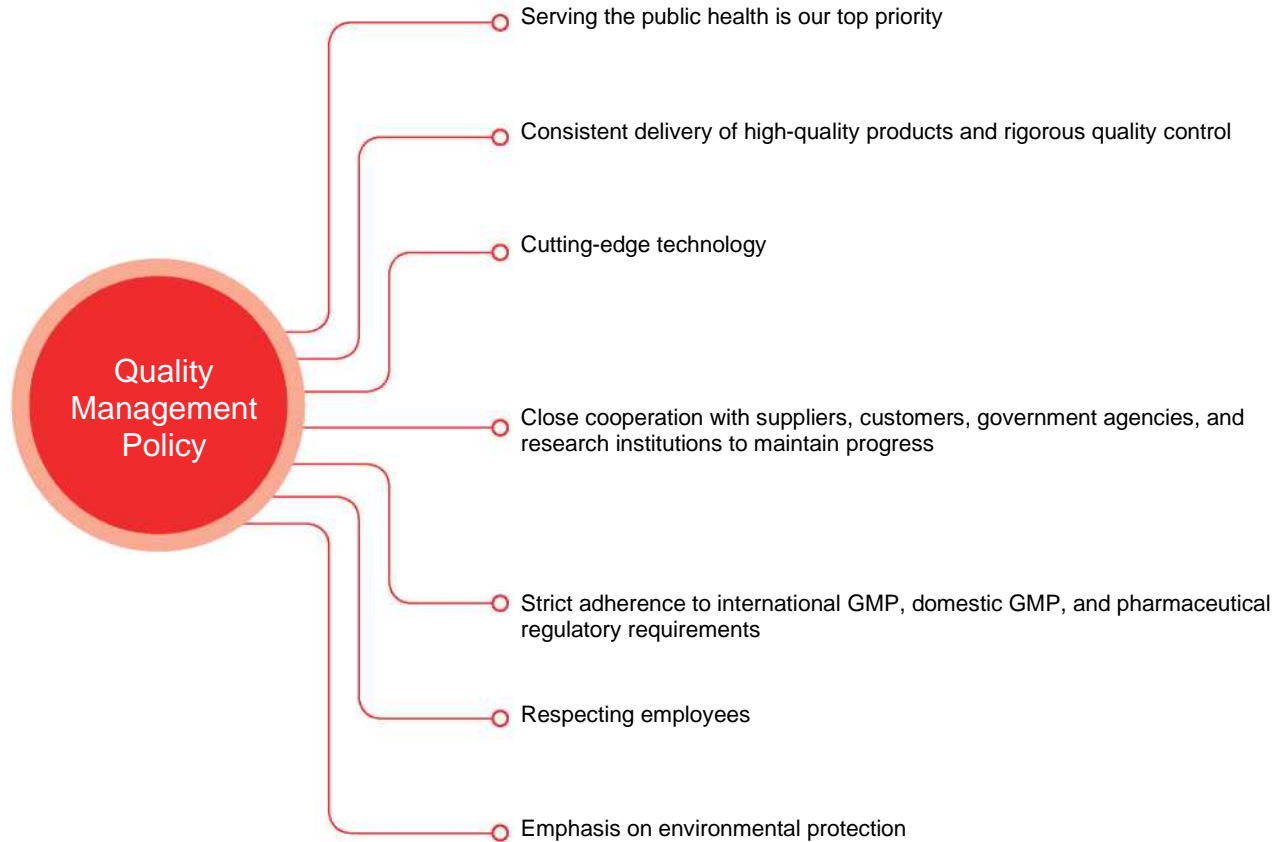 Serving the public health is our top priority
Consistent delivery of high-quality products and rigorous quality control
Cutting-edge technology
Quality
Management
Policy
Close cooperation with suppliers, customers, government agencies, and
research institutions to maintain progress
Strict adherence to international GMP, domestic GMP, and pharmaceutical
regulatory requirements
Respecting employees
Emphasis on environmental protection